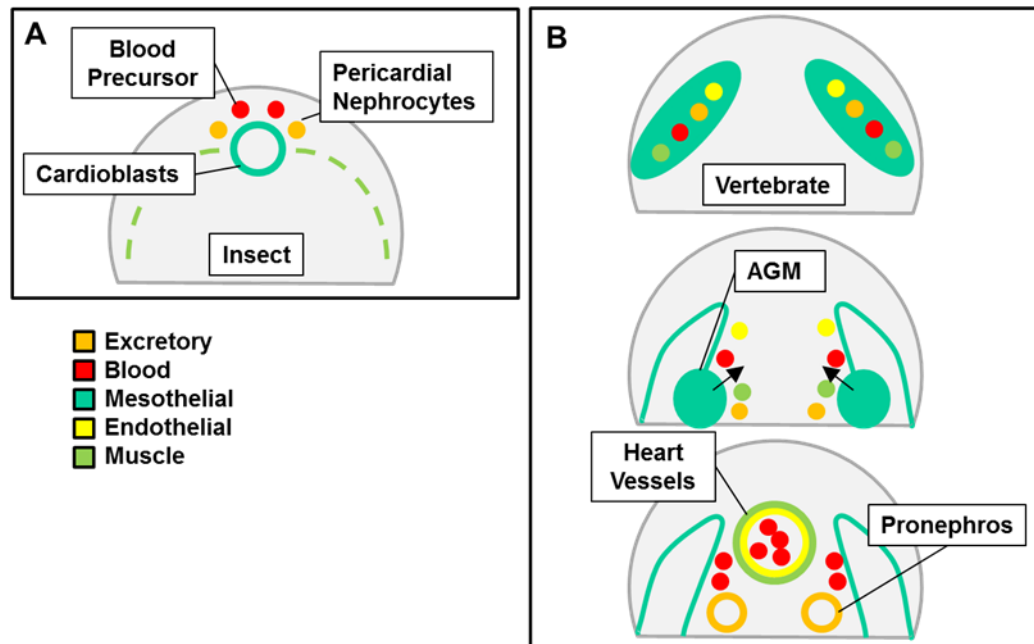 A
Blood
Precursor
Pericardial
Nephrocytes
Cardioblasts
Insect
Excretory
Blood
Mesothelial
Endothelial
Muscle
B
Vertebrate
AGM
Heart
Vessels
Pronephros